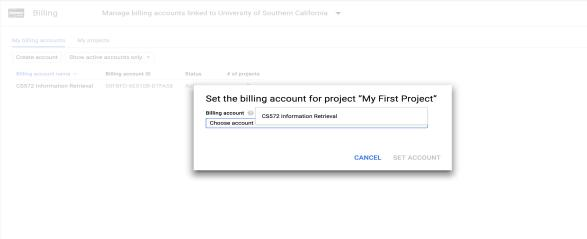 Billing
Manage billing accounts linked to University of Southern California
My billing accounts My projects
Create account Show active accounts only
Billing account name Billing account ID Status # of projects
CS572 Information Retrieval
Set the billing account for project "My First Project"
Billing account
CS572 Information Retrieval
Choose account
CANCEL SET ACCOUNT